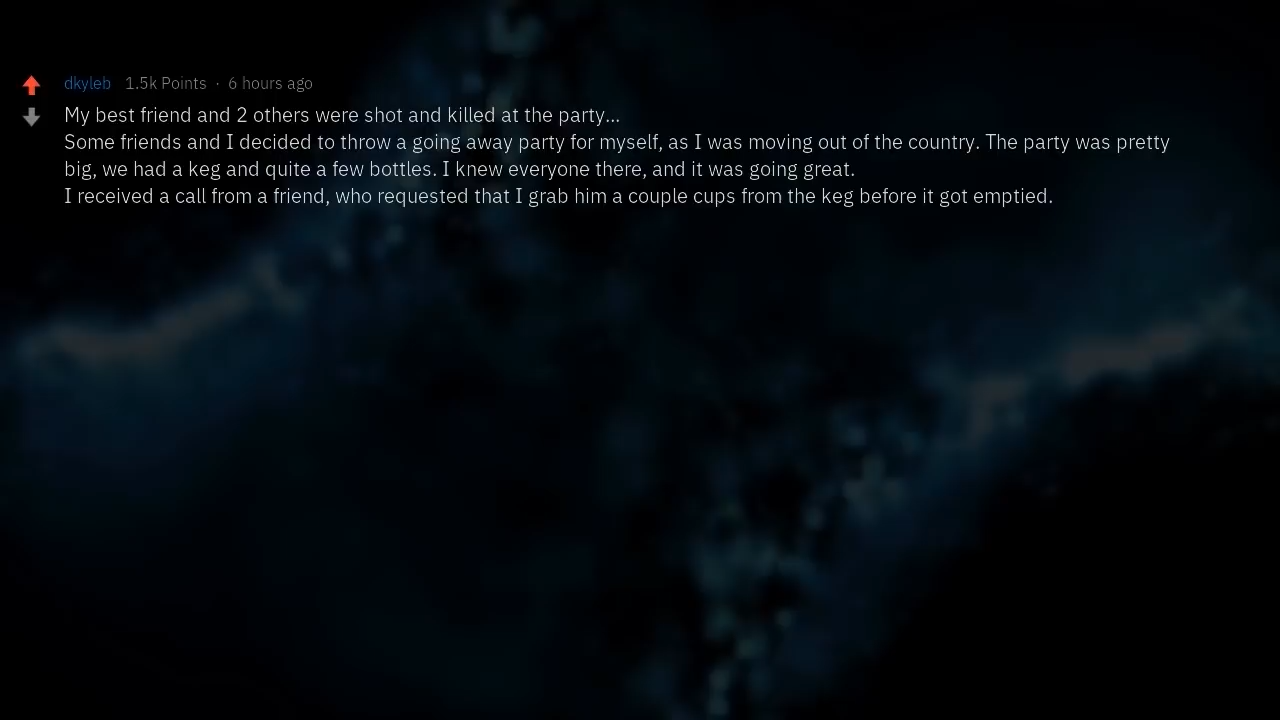 dkyleb 1.5k Points · 6 hours ago
My best friend and 2 others were shot and killed at the party...
Some friends and I decided to throw a going away party for myself, as I was moving out of the country. The party was pretty
big, we had a keg and quite a few bottles. I knew everyone there, and it was going great.
I received a call from a friend, who requested that I grab him a couple cups from the keg before it got emptied.